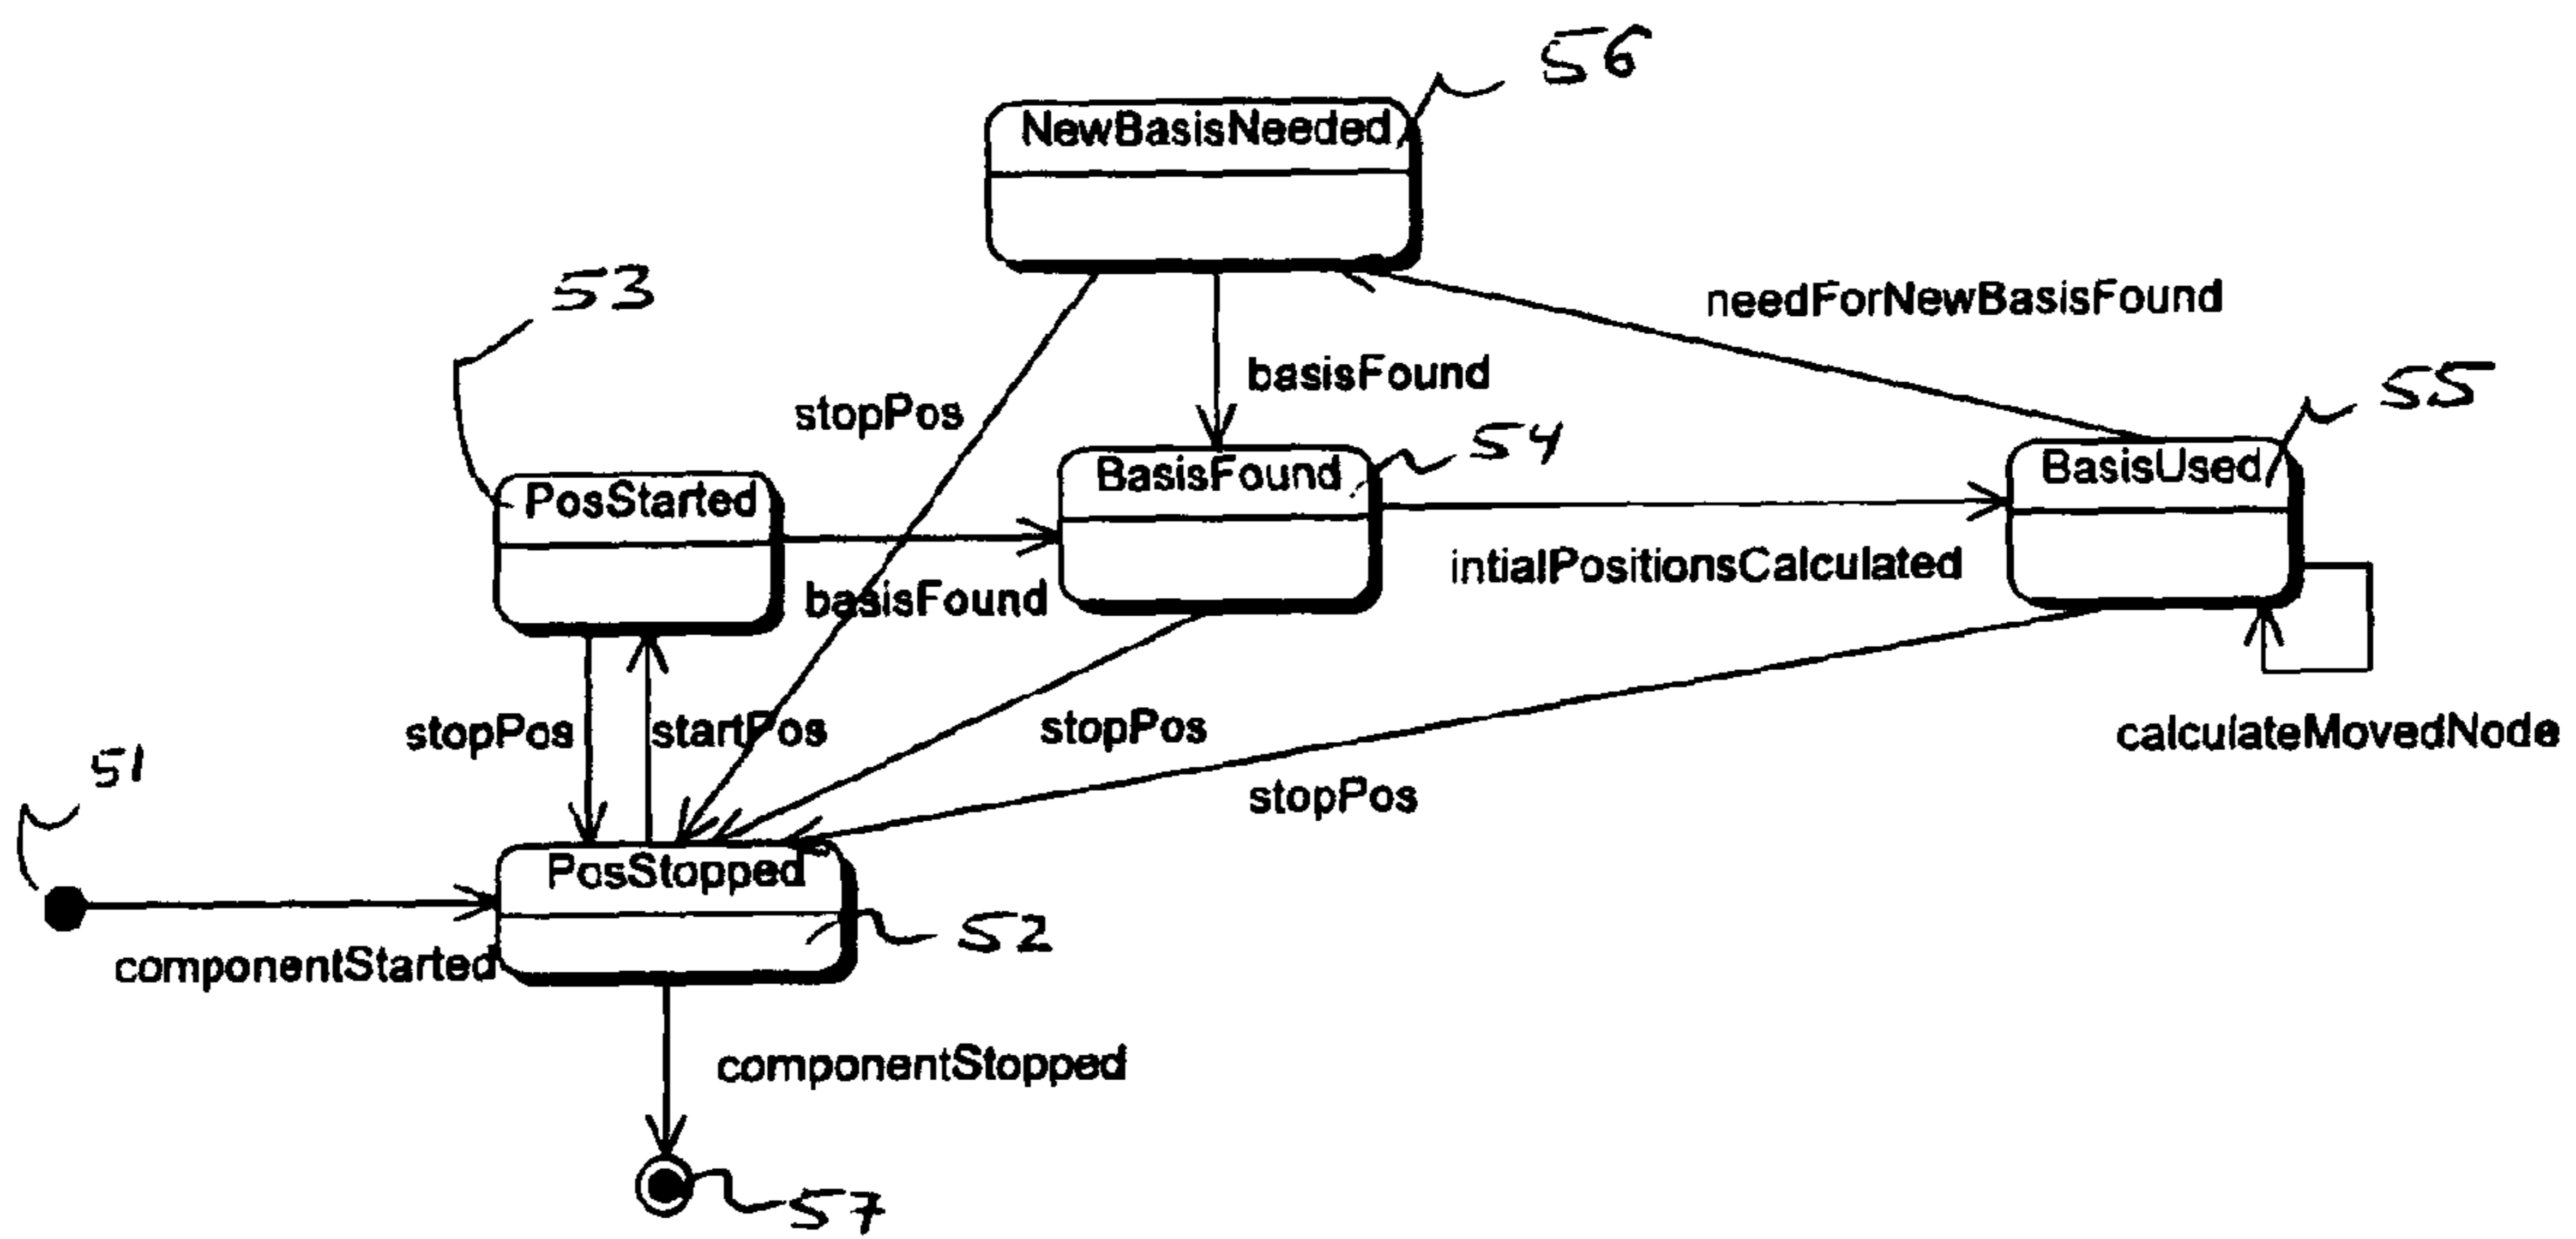 56
NewBasisNeeded
53
needForNewBasisFound
basisFound
55
stopPos
54
BasisFound
BasisUsed
PosStarted
intialPositionsCalculated
basisFound
stopPos
startPos
stopPos
calculateMovedNode
51
stopPos
PosStopped
52
componentStarted
componentStopped
57